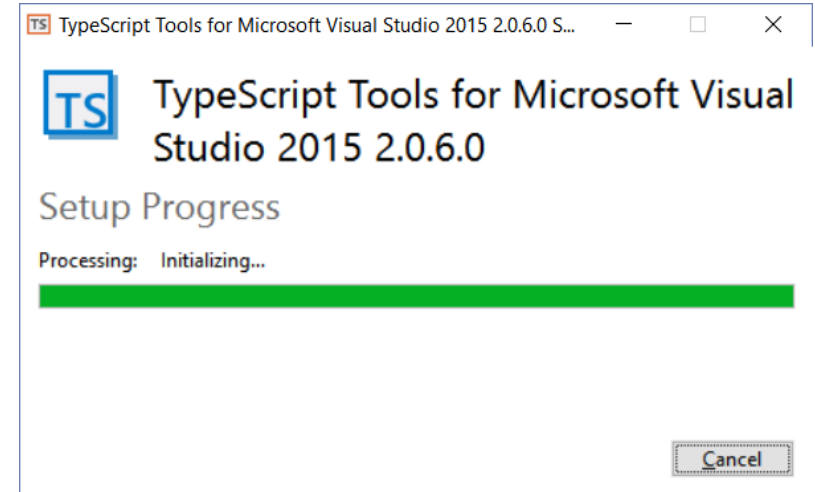 TS TypeScript Tools for Microsoft Visual Studio 2015 2.0.6.0 S...
TS TypeScript Tools for Microsoft Visual
Studio 2015 2.0.6.0
Setup Progress
Processing: Initializing...
Cancel